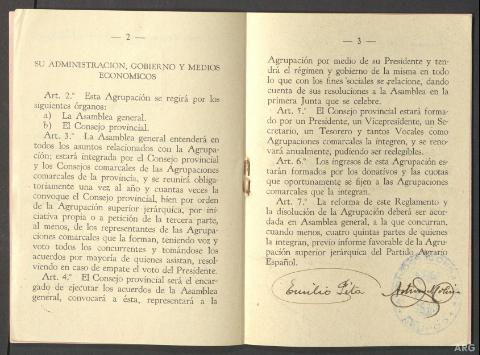 — 2 —
SU ADMINISTRACION, GOBIERNO Y MEDIOS
ECONOMICOS
Art. 2.º Esta Agrupación se regirá por los
siguientes órganos:
a) La Asamblea general.
b) El Consejo provincial.
Art. 3.º La Asamblea general entenderá en
todos los asuntos relacionados con la Agrupa-
ción; estará integrada por el Consejo provincial
y los Consejos comarcales de las Agrupaciones
comarcales de la provincia, y se reunirá obliga-
toriamente una vez al año y cuantas veces la
convoque el Consejo provincial, bien por orden
de la Agrupación superior jerárquica, por ini-
ciativa propia o a petición de la tercera parte,
al menos, de los representantes de las Agrupa-
ciones comarcales que la forman, teniendo voz y
voto todos los concurrentes y tomándose los
acuerdos por mayoría de quienes asistan, resol-
viendo en caso de empate el voto del Presidente.
Art. 4.º El Consejo provincial será el encar-
gado de ejecutar los acuerdos de la Asamblea
general, convocará a ésta, representará a la
— 3 —
Agrupación por medio de su Presidente y ten-
drá el régimen y gobierno de la misma en todo
lo que con los fines sociales se relacione, dando
cuenta de sus resoluciones a la Asamblea en la
primera Junta que se celebre.
Art. 5.º El Consejo provincial estará forma-
do por un Presidente, un Vicepresidente, un Se-
cretario, un Tesorero y tantos Vocales como
Agrupaciones comarcales la integren, y se reno-
vará anualmente, pudiendo ser reelegibles.
Art. 6.º Los ingresos de esta Agrupación es-
tarán formados por los donativos y las cuotas
que oportunamente se fijen a las Agrupaciones
comarcales que la integran.
Art. 7.º La reforma de este Reglamento y
la disolución de la Agrupación deberá ser acor-
dada en Asamblea general, a la que concurran,
cuando menos, cuatro quintas partes de quienes
la integran, previo informe favorable de la Agru-
pación superior jerárquica del Partido Agrario
Español.
Emilio Pita
ARG